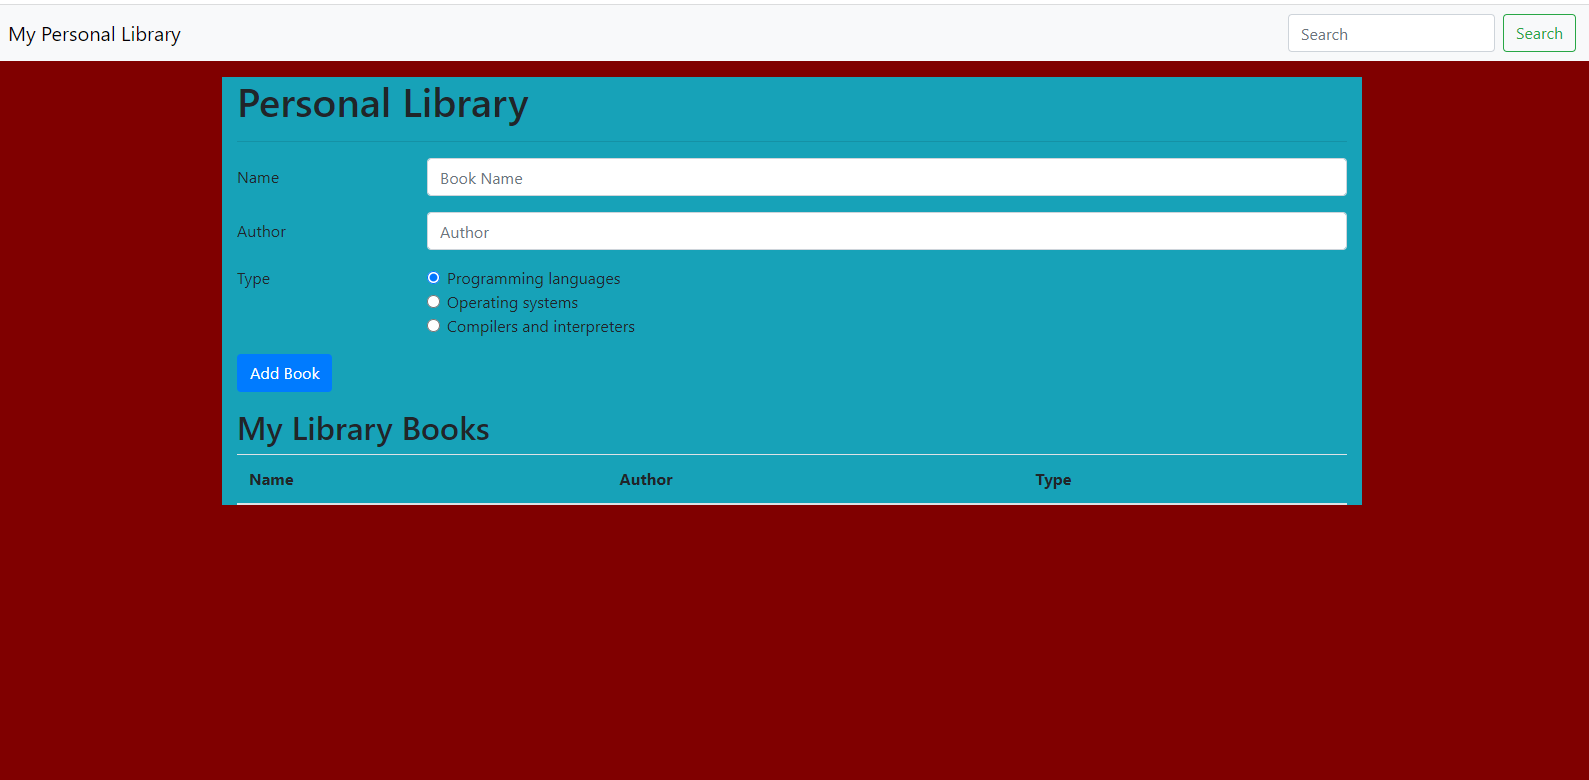 My Personal Library
Search Search
Personal Library
Name Book Name
Author Author
Type Programming languages
Operating systems
Compilers and interpreters
Add Book
My Library Books
Name Author Type